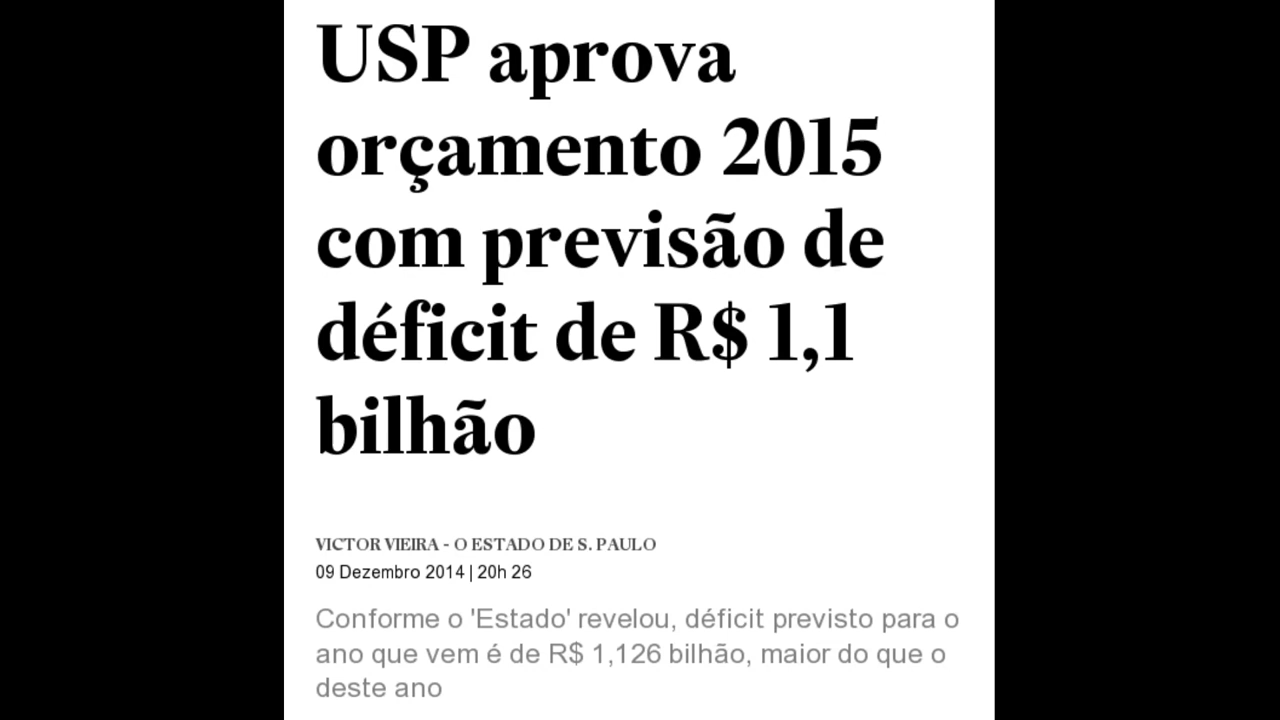 USP aprova
orçamento 2015
com previsão de
déficit de R$ 1,1
bilhão
VICTOR VIEIRA - O ESTADO DE S. PAULO
09 Dezembro 2014 | 20h 26
Conforme o 'Estado' revelou, déficit previsto para o
ano que vem é de R$ 1,126 bilhão, maior do que o
deste ano